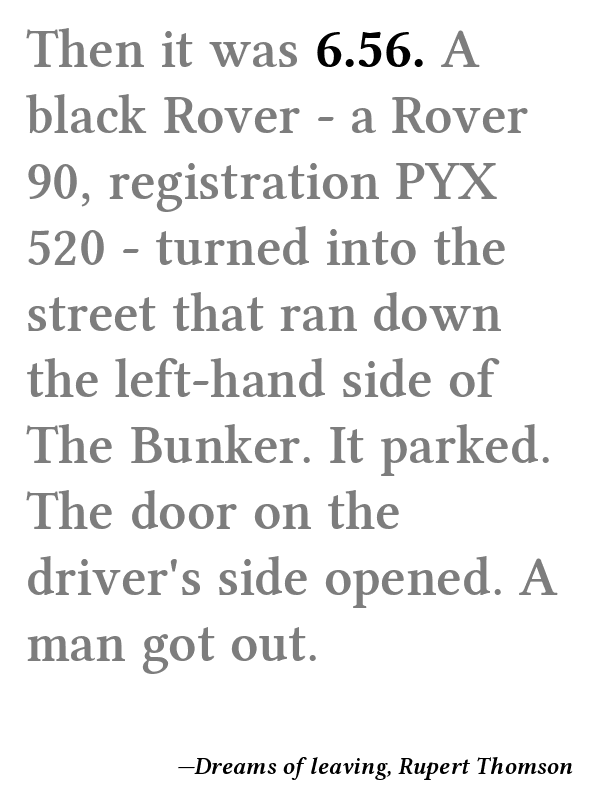 Then it was 6.56. A
black Rover - a Rover
90, registration PYX
520 - turned into the
street that ran down
the left-hand side of
The Bunker. It parked.
The door on the
driver's side opened. A
man got out.
—Dreams of leaving, Rupert Thomson